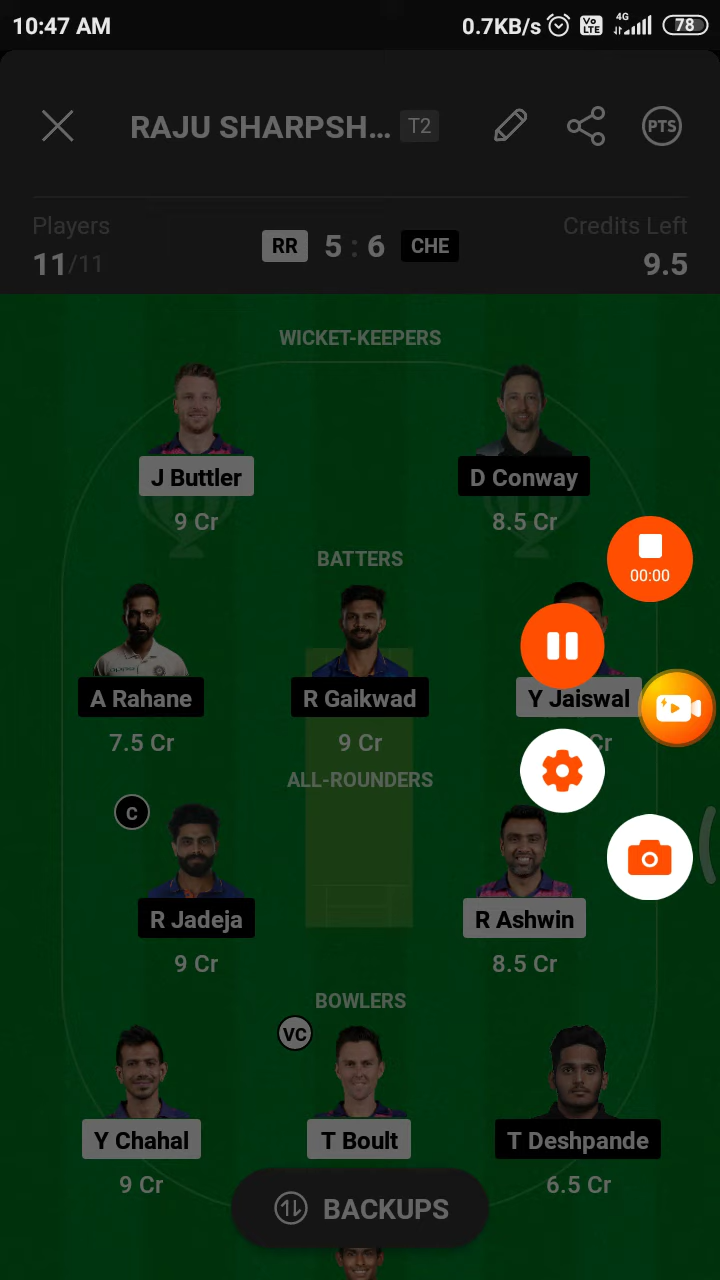 10:47 AM
0.7KB/s
Vo
LTE
4G
78
RAJU SHARPSH...
T2
PTS
Players
Credits Left
11/11
RR 5 : 6 CHE
9.5
WICKET-KEEPERS
J Buttler
D Conway
9 Cr
8.5 Cr
BATTERS
00:00
A Rahane
R Gaikwad
Y Jaiswal
7.5 Cr
9 Cr
Cr
ALL-ROUNDERS
C
R Jadeja
R Ashwin
9 Cr
8.5 Cr
BOWLERS
VC
Y Chahal
T Boult
T Deshpande
9 Cr
6.5 Cr
BACKUPS